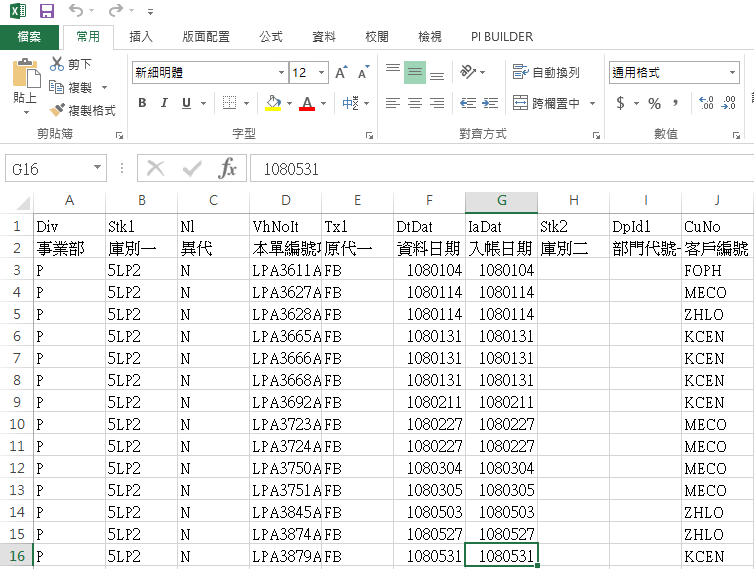 檔案 常用 插入 版面配置 公式 資料 校閱 檢視 PI BUILDER
剪下 新細明體 12 自動換列 通用格式
貼上 複製 B I U 跨欄置中 $ % ,
複製格式
剪貼簿 字型 對齊方式 數值
G16 1080531
A B C D E F G H I J
1 Div Stk1 Nl VhNoIt Tx1 DtDat IaDat Stk2 DpId1 CuNo
2 事業部 庫別一 異代 本單編號 原代一 資料日期 入帳日期 庫別二 部門代號 客戶編號
3 P 5LP2 N LPA3611A FB 1080104 1080104 FOPH
4 P 5LP2 N LPA3627A FB 1080114 1080114 MECO
5 P 5LP2 N LPA3628A FB 1080114 1080114 ZHLO
6 P 5LP2 N LPA3665A FB 1080131 1080131 KCEN
7 P 5LP2 N LPA3666A FB 1080131 1080131 KCEN
8 P 5LP2 N LPA3668A FB 1080131 1080131 KCEN
9 P 5LP2 N LPA3692A FB 1080211 1080211 KCEN
10 P 5LP2 N LPA3723A FB 1080227 1080227 MECO
11 P 5LP2 N LPA3724A FB 1080227 1080227 MECO
12 P 5LP2 N LPA3750A FB 1080304 1080304 MECO
13 P 5LP2 N LPA3751A FB 1080305 1080305 MECO
14 P 5LP2 N LPA3845A FB 1080503 1080503 ZHLO
15 P 5LP2 N LPA3874A FB 1080527 1080527 ZHLO
16 P 5LP2 N LPA3879A FB 1080531 1080531 KCEN